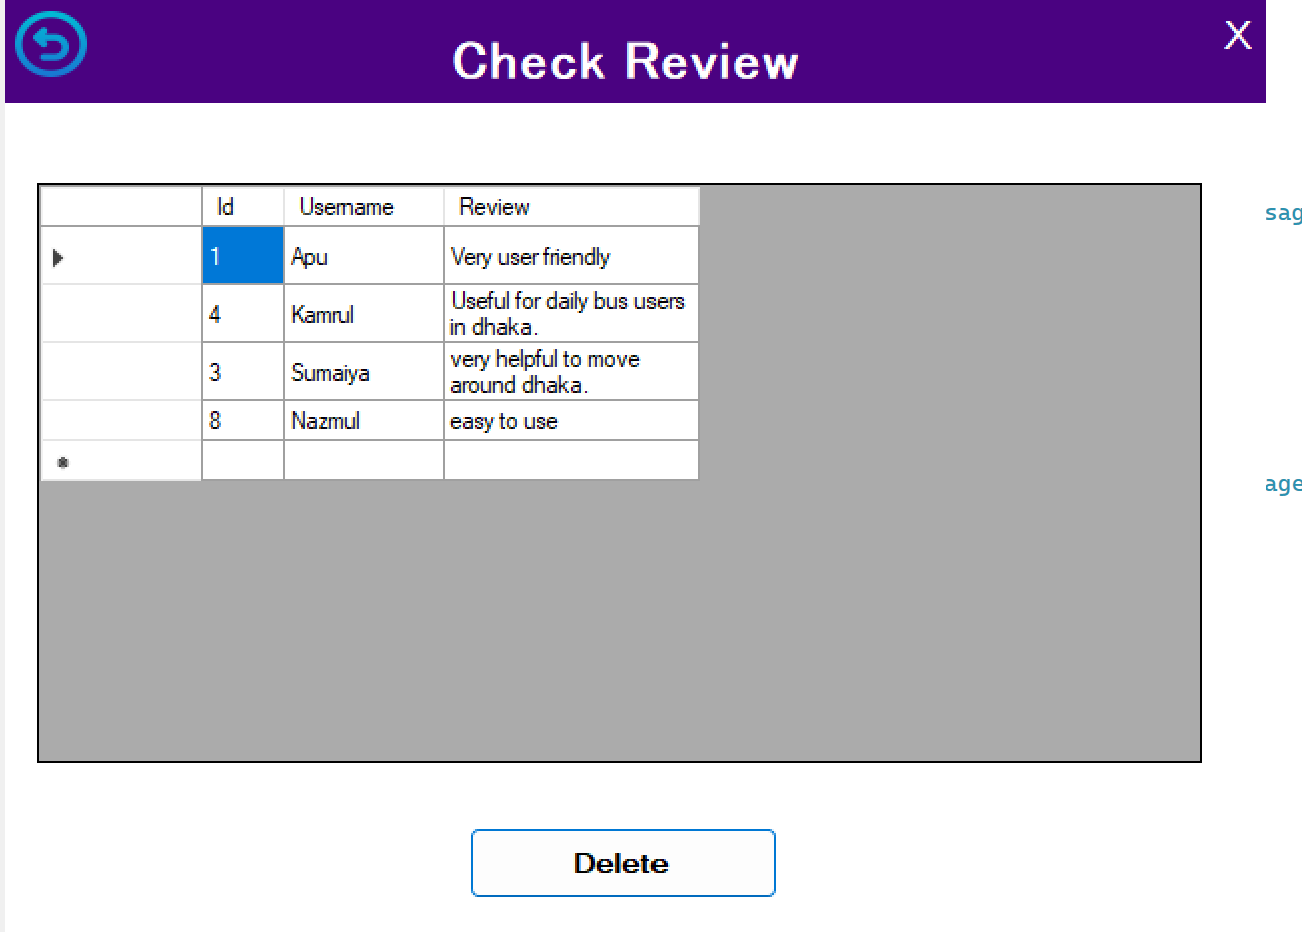 Check Review
X
Id Username Review
1 Apu Very user friendly
4 Kamrul Useful for daily bus users
in dhaka.
3 Sumaiya very helpful to move
around dhaka.
8 Nazmul easy to use
sag
age
Delete